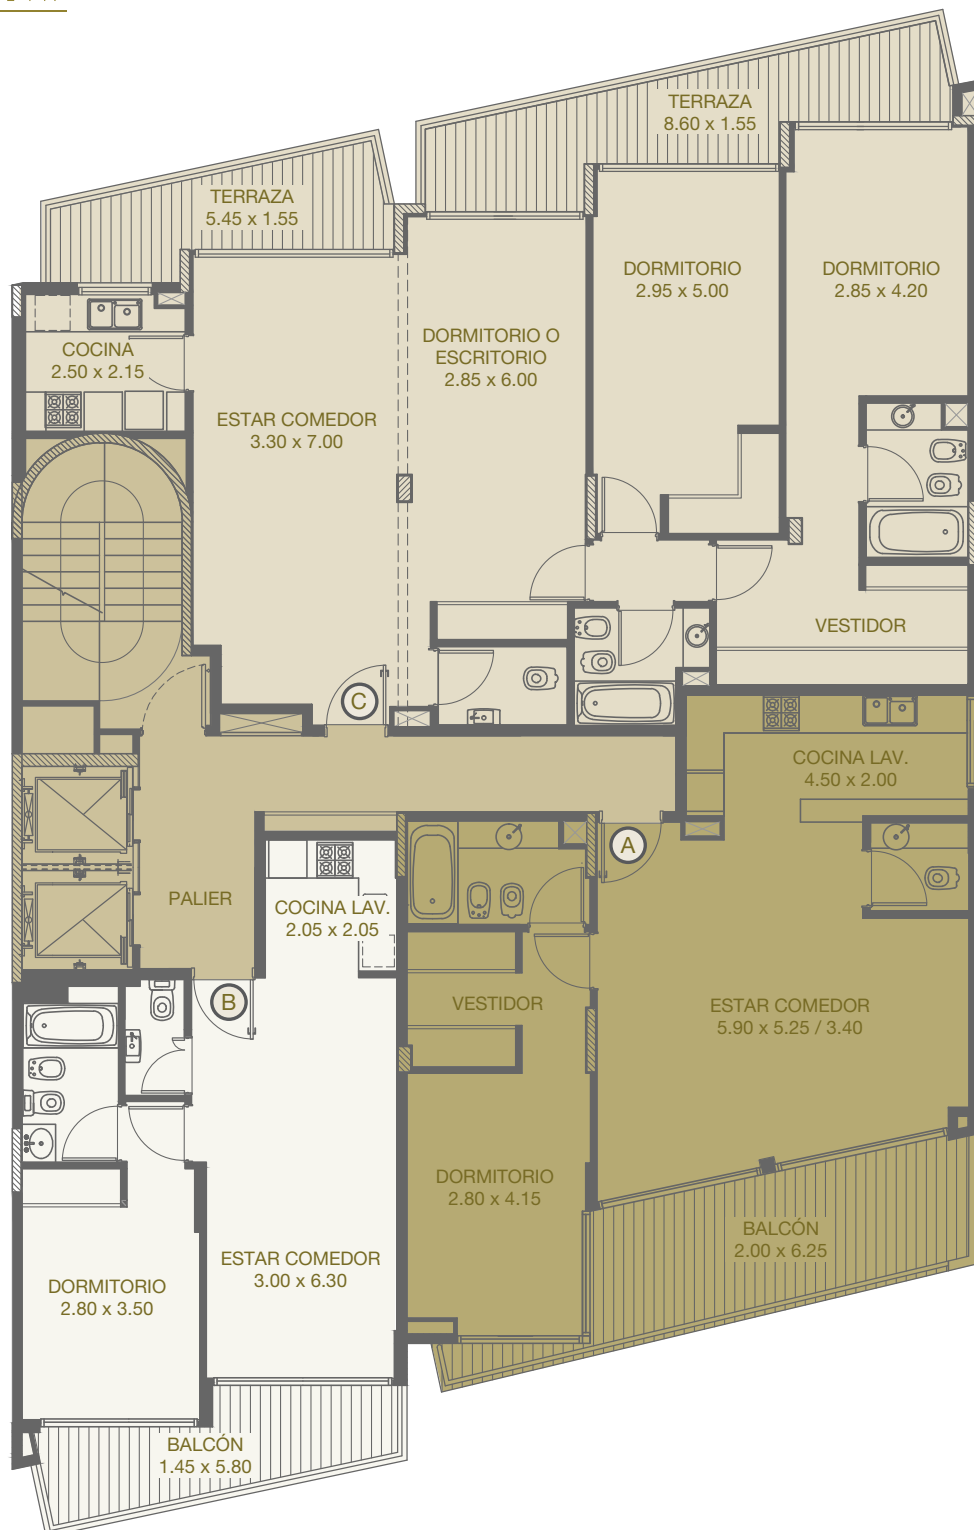 TERRAZA
8.60 x 1.55
TERRAZA
5.45 x 1.55
DORMITORIO
2.95 x 5.00
DORMITORIO
2.85 x 4.20
COCINA
2.50 x 2.15
DORMITORIO O
ESCRITORIO
2.85 x 6.00
ESTAR COMEDOR
3.30 x 7.00
VESTIDOR
C
COCINA LAV.
4.50 x 2.00
A
PALIER
COCINA LAV.
2.05 x 2.05
B
VESTIDOR
ESTAR COMEDOR
5.90 x 5.25 / 3.40
DORMITORIO
2.80 x 4.15
BALCÓN
2.00 x 6.25
ESTAR COMEDOR
3.00 x 6.30
DORMITORIO
2.80 x 3.50
BALCÓN
1.45 x 5.80